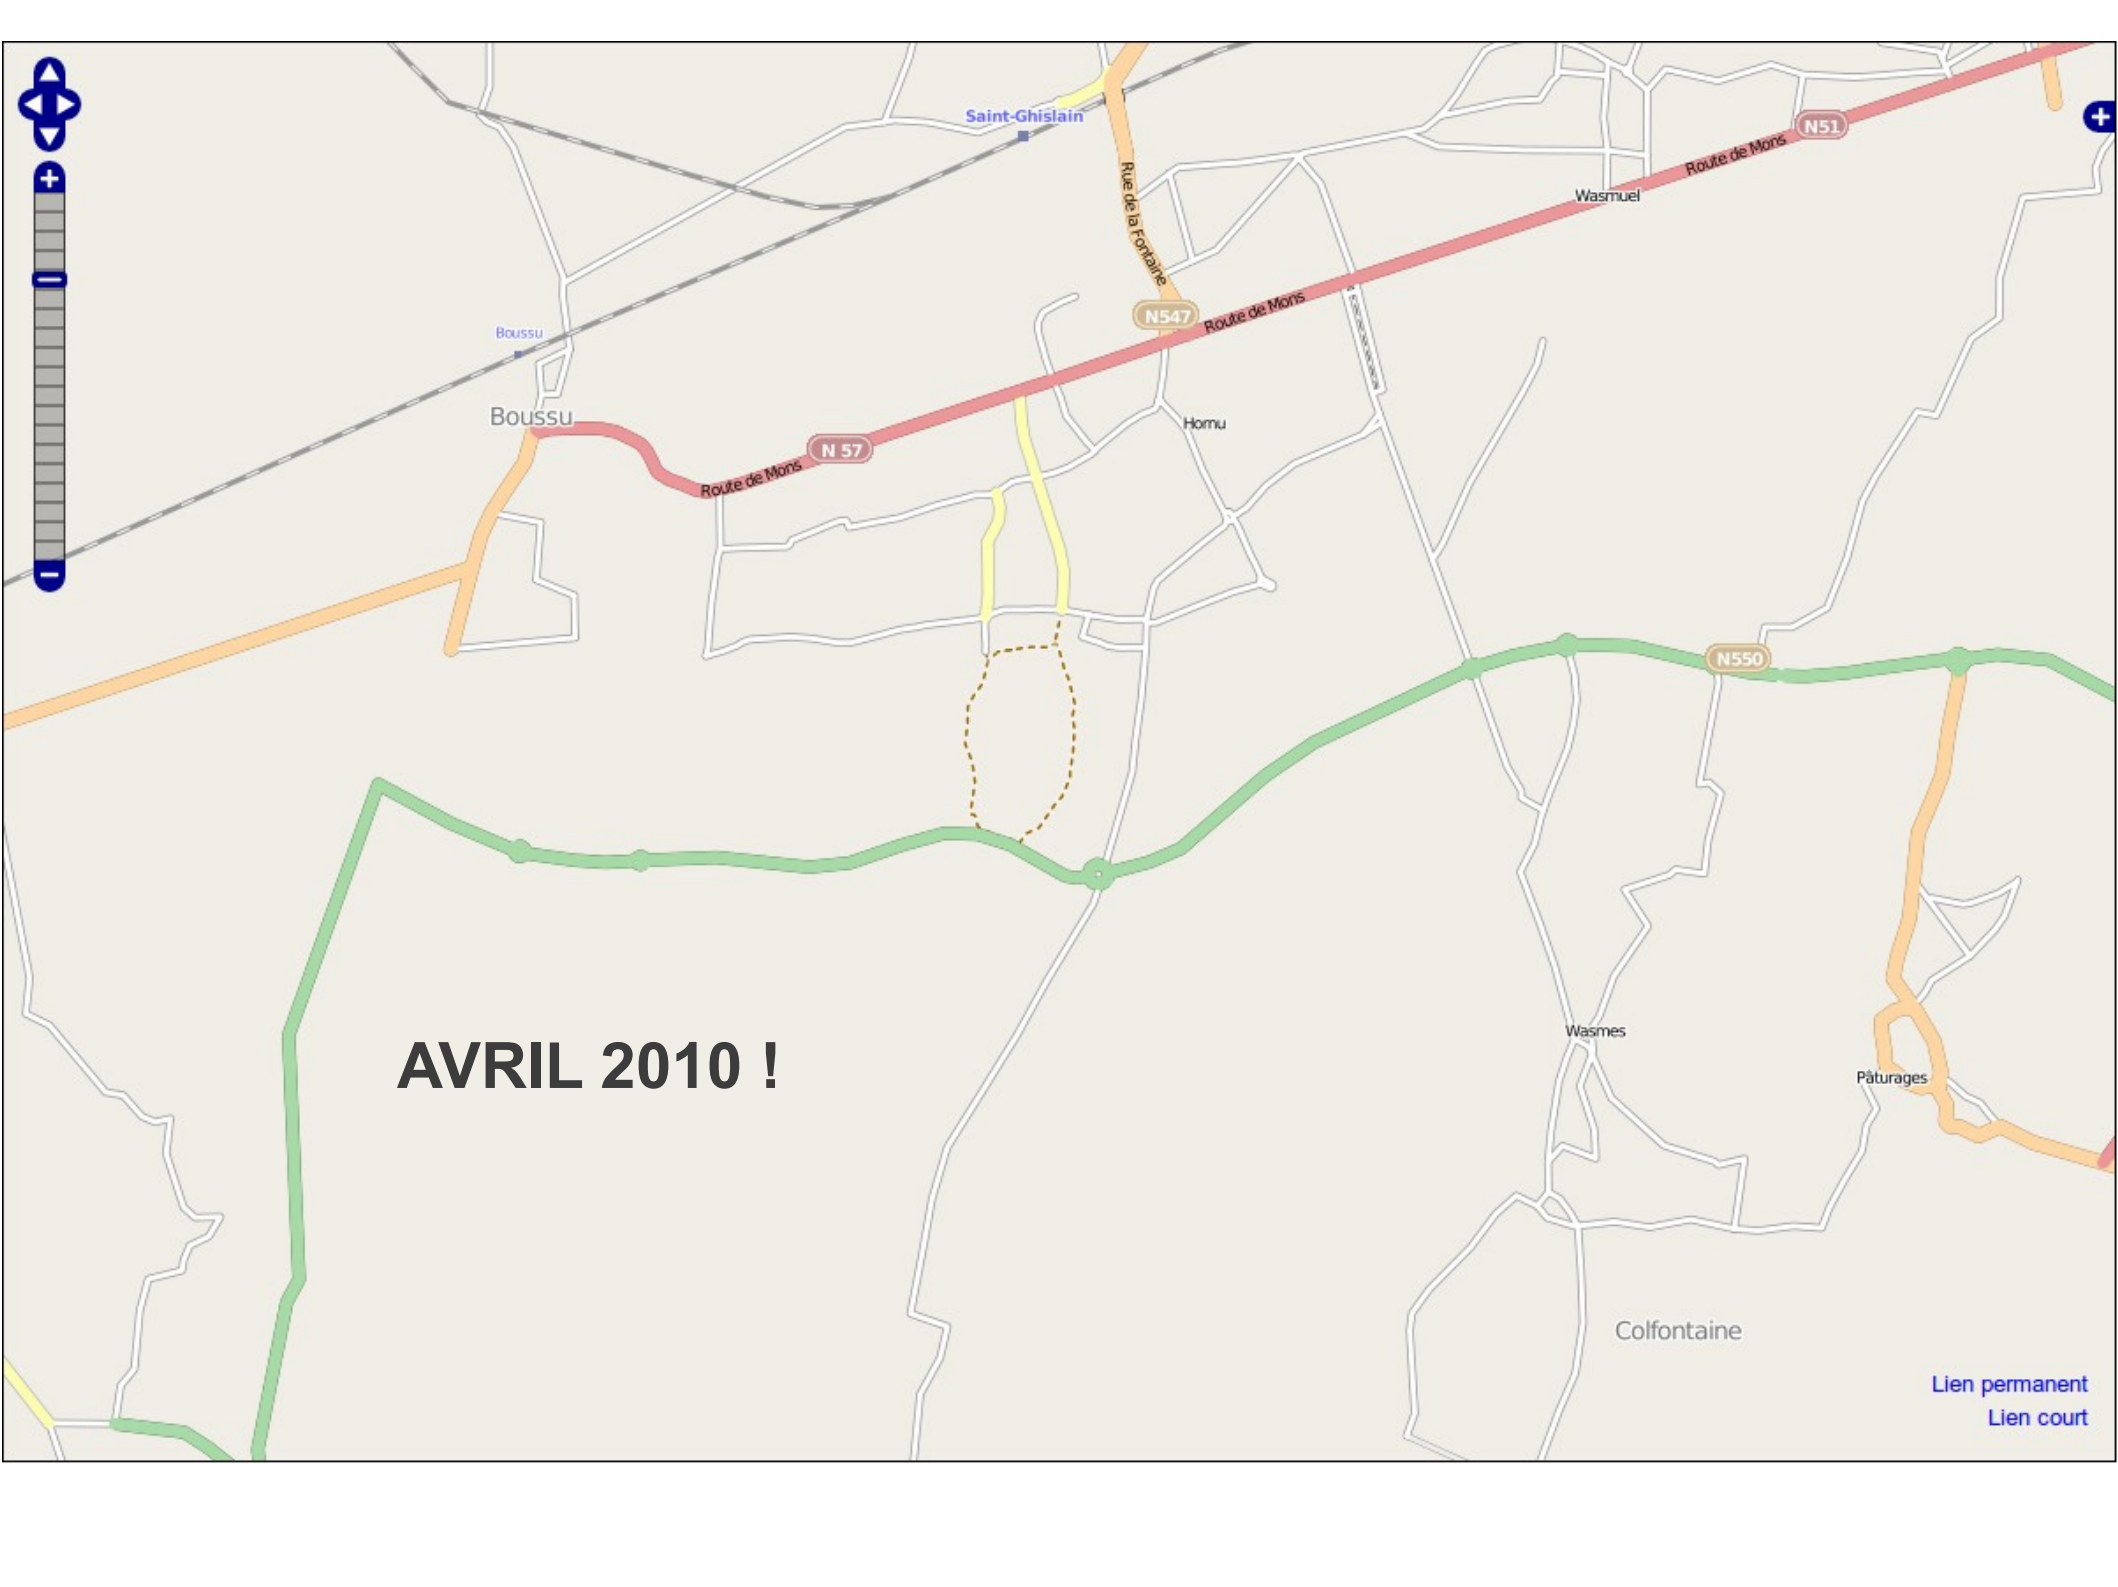 Saint-Ghislain
N51
Route de Mons
Wasmuel
Rue de la Fontaine
N547
Route de Mons
Boussu
Boussu
Hornu
N 57
Route de Mons
N550
Wasmes
AVRIL 2010 !
Pâturages
Colfontaine
Lien permanent
Lien court